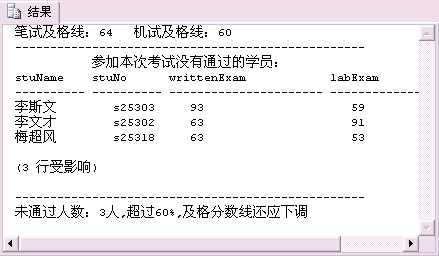 结果
笔试及格线：64 机试及格线：60
--------------------------------------------------
参加本次考试没有通过的学员：
stuName stuNo writtenExam labExam
---------- --------- ----------------------- -------------
李斯文 s25303 93 59
李文才 s25302 63 91
梅超风 s25318 63 53
(3 行受影响)
--------------------------------------------------
未通过人数：3人,超过60%,及格分数线还应下调